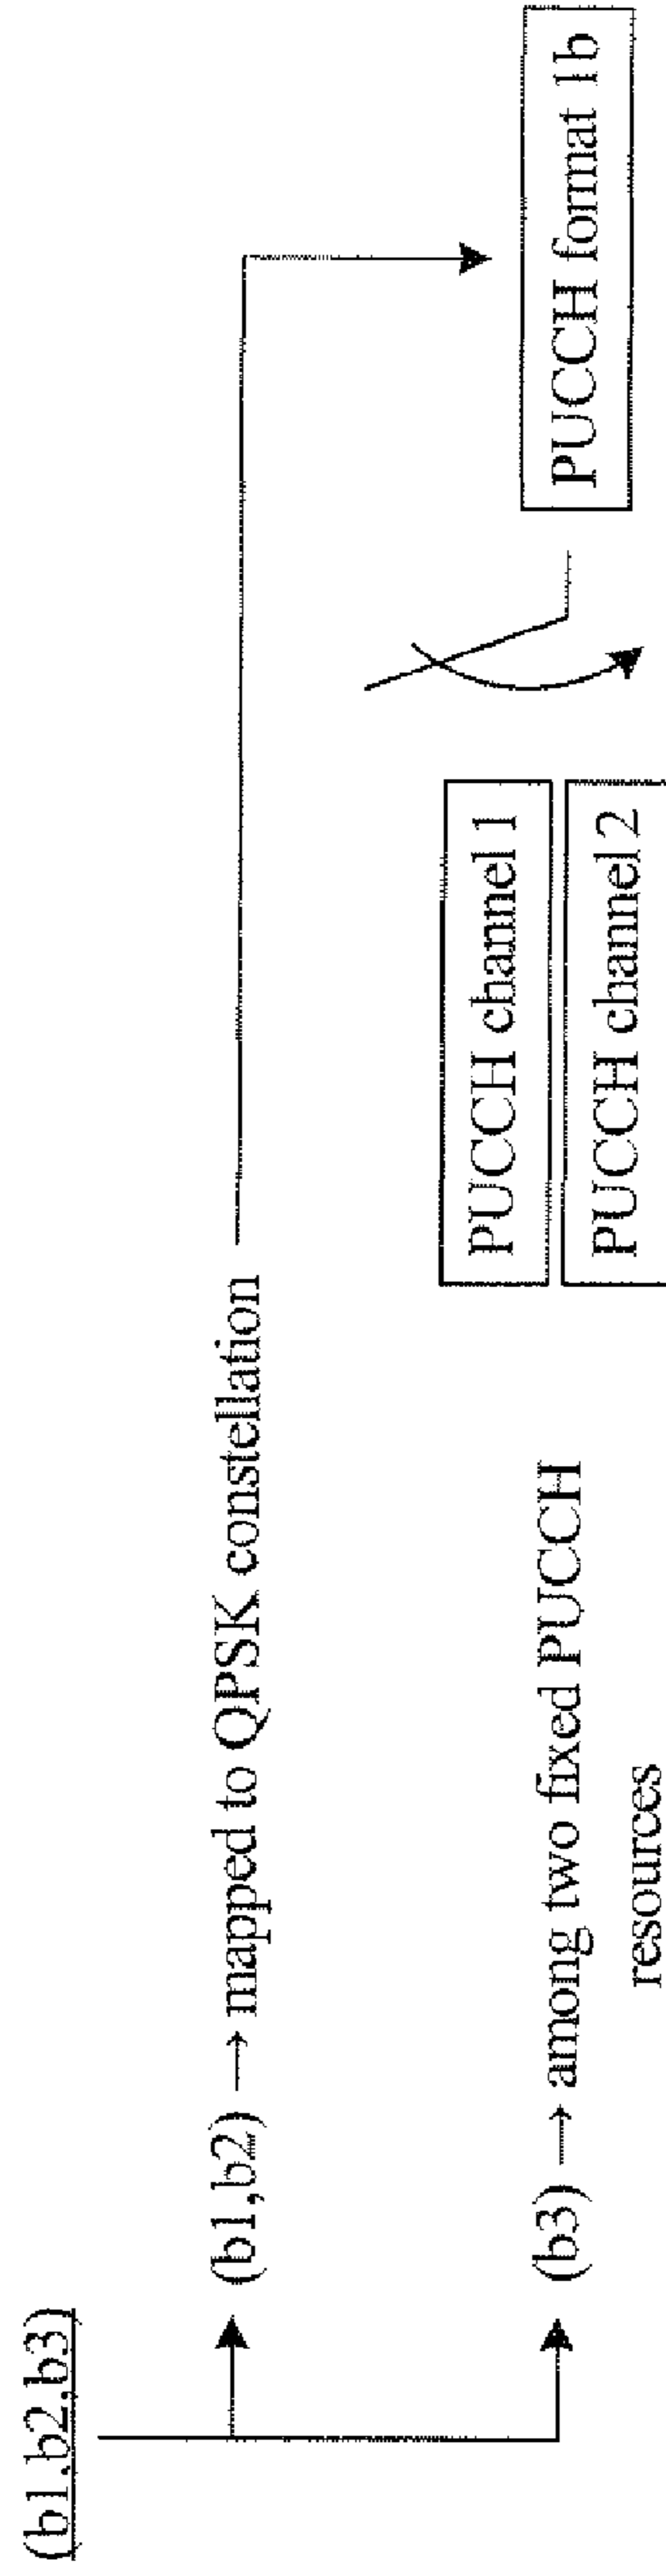 (b1,b2,b3)
(b1,b2) → mapped to QPSK constellation
(b3) → among two fixed PUCCH
resources
PUCCH channel 1
PUCCH channel 2
PUCCH format 1b